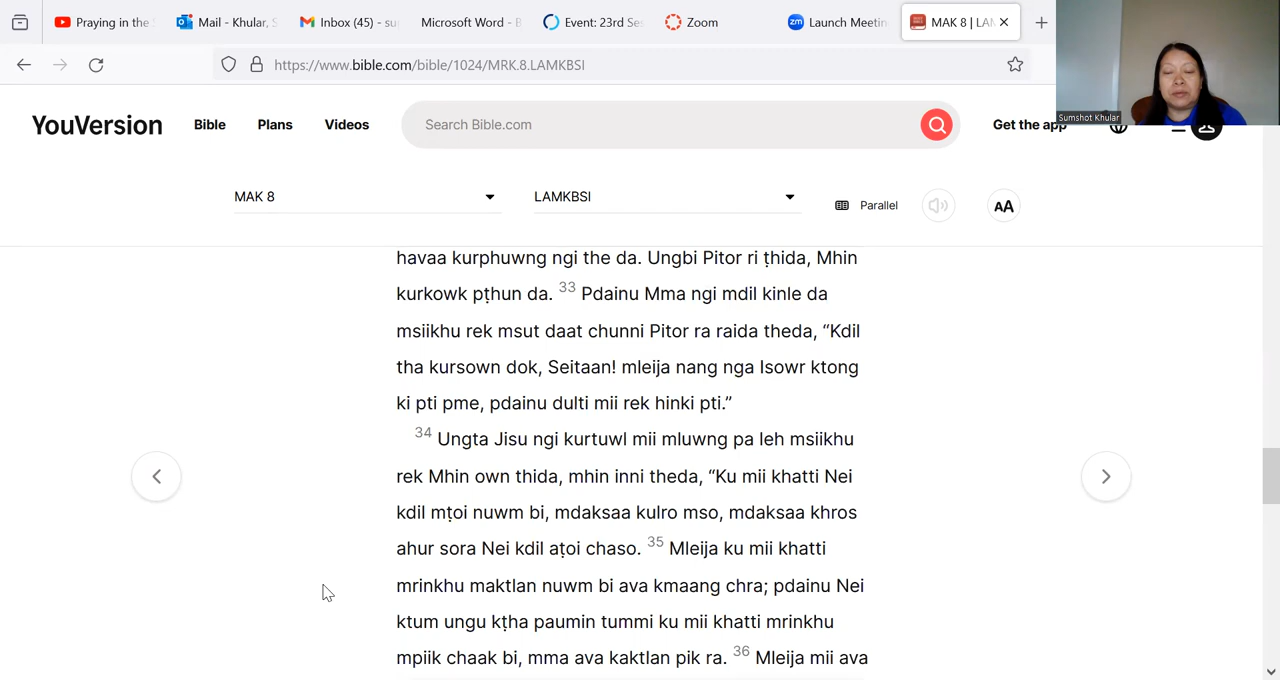 Praying in the
Mail - Khular, S
Inbox (45) - su
Microsoft Word - B
Event: 23rd Se
Zoom
Launch Meetin
MAK 8 | LAM
https://www.bible.com/bible/1024/MRK.8.LAMKBSI
Sumshot Khular
YouVersion
Bible
Plans
Videos
Search Bible.com
Get the app
MAK 8
LAMKBSI
Parallel
AA
havaa kurphuwng ngi the da. Ungbi Pitor ri ṭhida, Mhin
kurkowk pṭhun da. 33 Pdainu Mma ngi mdil kinle da
msiikhu rek msut daat chunni Pitor ra raida theda, “Kdil
tha kursown dok, Seitaan! mleija nang nga Isowr ktong
ki pti pme, pdainu dulti mii rek hinki pti.”
34 Ungta Jisu ngi kurtuwl mii mluwng pa leh msiikhu
rek Mhin own thida, mhin inni theda, “Ku mii khatti Nei
kdil mṭoi nuwm bi, mdaksaa kulro mso, mdaksaa khros
ahur sora Nei kdil aṭoi chaso. 35 Mleija ku mii khatti
mrinkhu maktlan nuwm bi ava kmaang chra; pdainu Nei
ktum ungu kṭha paumin tummi ku mii khatti mrinkhu
mpiik chaak bi, mma ava kaktlan pik ra. 36 Mleija mii ava